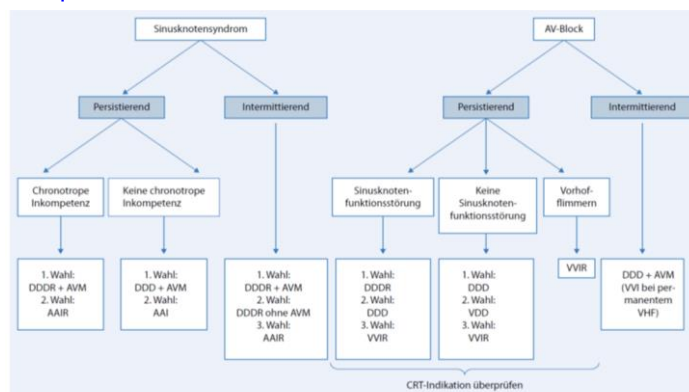 Sinusknotensyndrom
AV-Block
Persistierend
Intermittierend
Persistierend
Intermittierend
Chronotrope
Inkompetenz
Keine chronotrope
Inkompetenz
Sinusknoten-
funktionsstörung
Keine
Sinusknoten-
funktionsstörung
Vorhof-
flimmern
1. Wahl:
DDDR + AVM
2. Wahl:
AAIR
1. Wahl:
DDD + AVM
2. Wahl:
AAI
1. Wahl:
DDDR + AVM
2. Wahl:
DDDR ohne AVM
3. Wahl:
AAIR
1. Wahl:
DDDR
2. Wahl:
DDD
3. Wahl:
VVIR
1. Wahl:
DDD
2. Wahl:
VDD
3. Wahl:
VVIR
VVIR
DDD + AVM
(VVI bei per-
manentem
VHF)
CRT-Indikation überprüfen